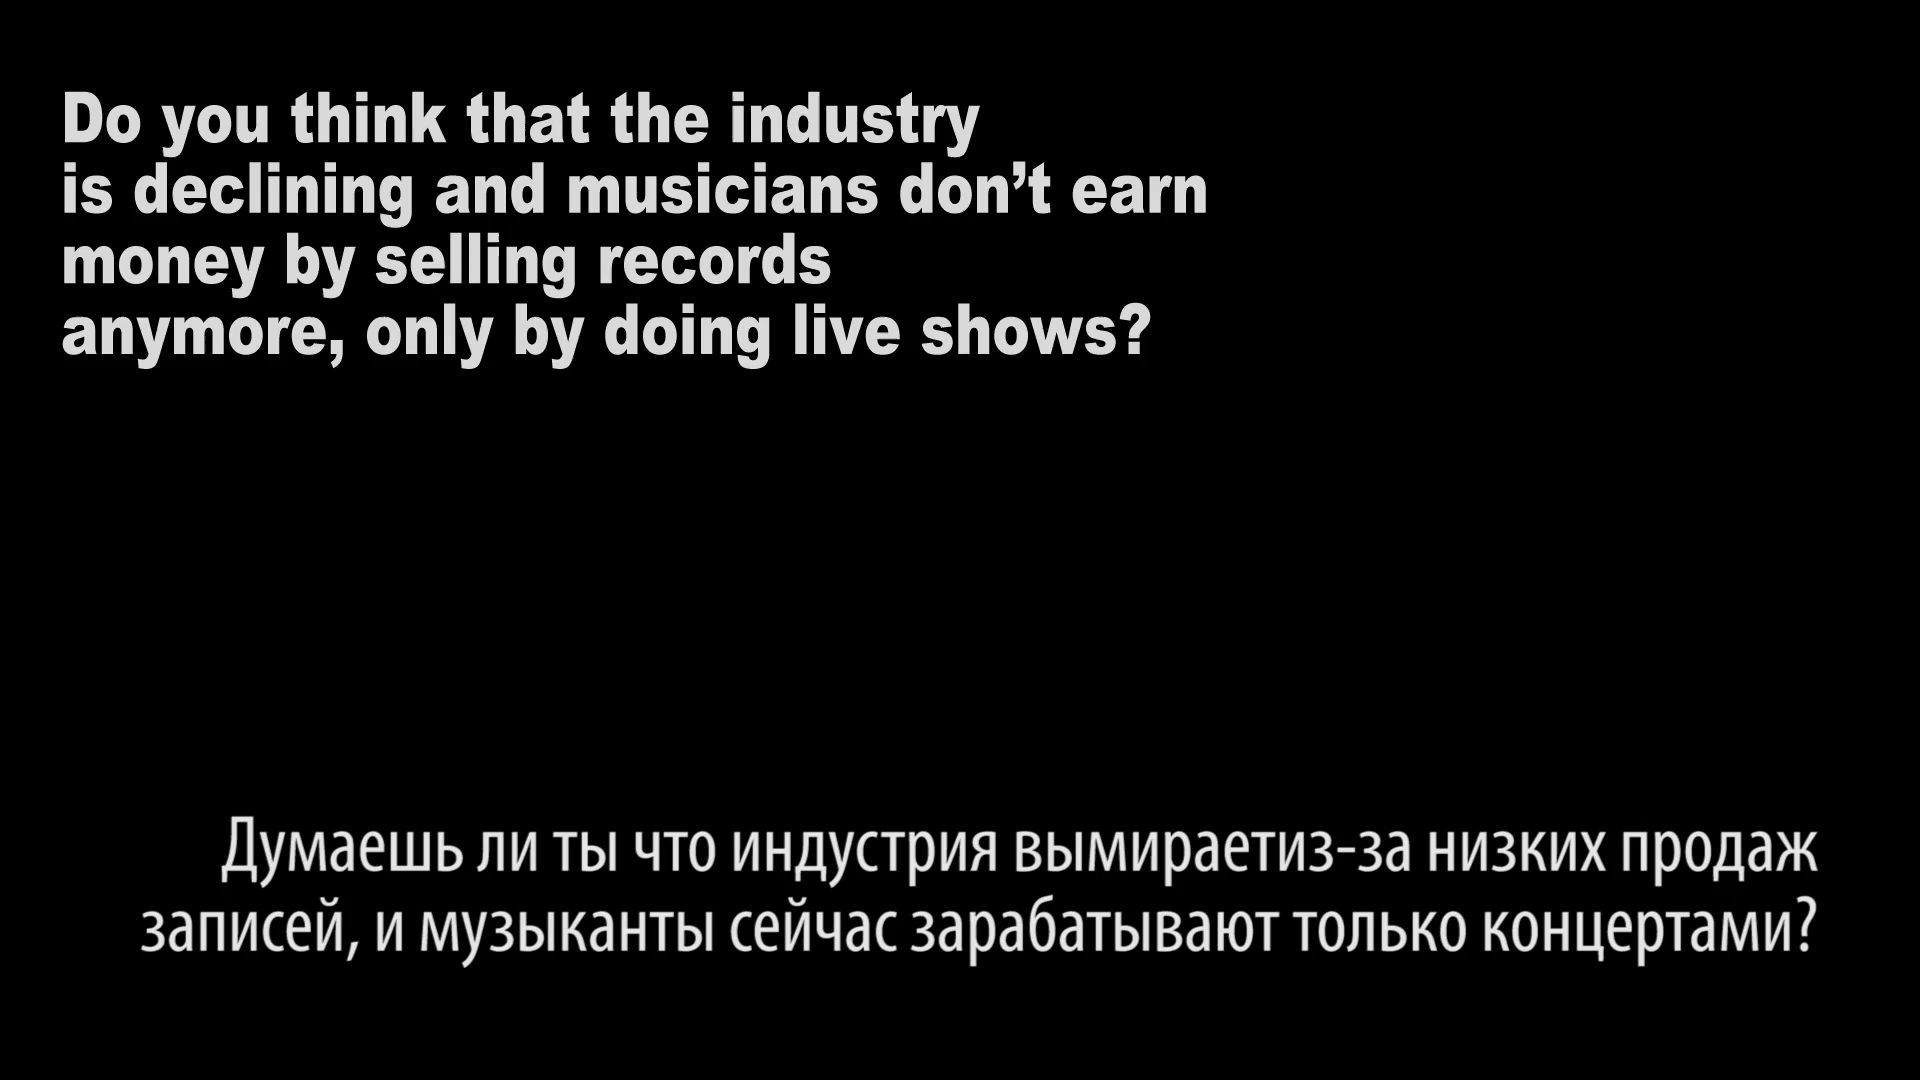 Do you think that the industry
is declining and musicians don’t earn
money by selling records
anymore, only by doing live shows?
Думаешь ли ты что индустрия вымираетиз-за низких продаж
записей, и музыканты сейчас зарабатывают только концертами?